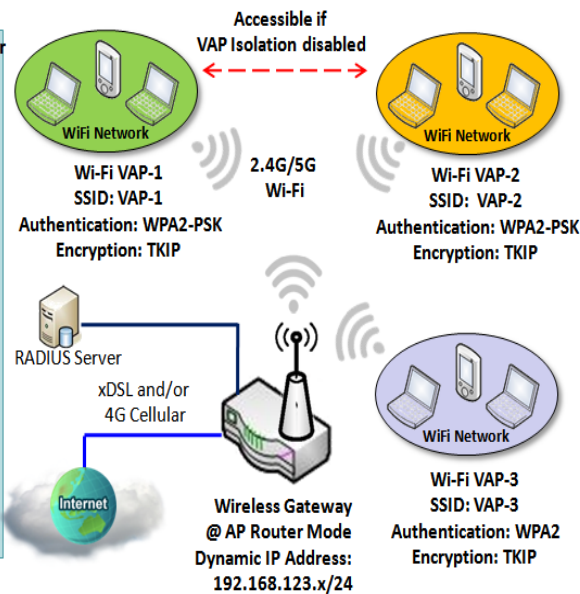 Accessible if
VAP Isolation disabled
r
WiFi Network
WiFi Network
Wi-Fi VAP-1
SSID: VAP-1
Authentication: WPA2-PSK
Encryption: TKIP
2.4G/5G
Wi-Fi
Wi-Fi VAP-2
SSID: VAP-2
Authentication: WPA2-PSK
Encryption: TKIP
RADIUS Server
xDSL and/or
4G Cellular
Internet
WiFi Network
Wireless Gateway
@ AP Router Mode
Dynamic IP Address:
192.168.123.x/24
Wi-Fi VAP-3
SSID: VAP-3
Authentication: WPA2
Encryption: TKIP